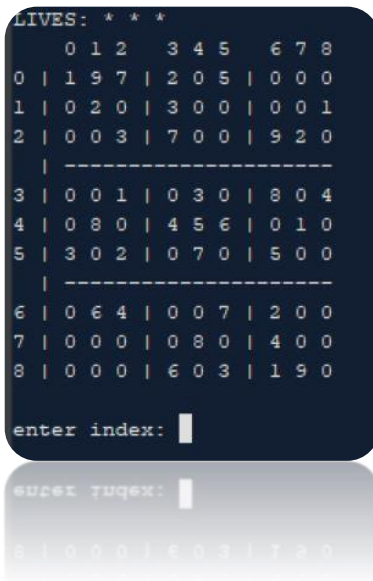 LIVES: * * *
0 1 2 3 4 5 6 7 8
0 | 1 9 7 | 2 0 5 | 0 0 0
1 | 0 2 0 | 3 0 0 | 0 0 1
2 | 0 0 3 | 7 0 0 | 9 2 0
| -----------------------
3 | 0 0 1 | 0 3 0 | 8 0 4
4 | 0 8 0 | 4 5 6 | 0 1 0
5 | 3 0 2 | 0 7 0 | 5 0 0
| -----------------------
6 | 0 6 4 | 0 0 7 | 2 0 0
7 | 0 0 0 | 0 8 0 | 4 0 0
8 | 0 0 0 | 6 0 3 | 1 9 0
enter index: